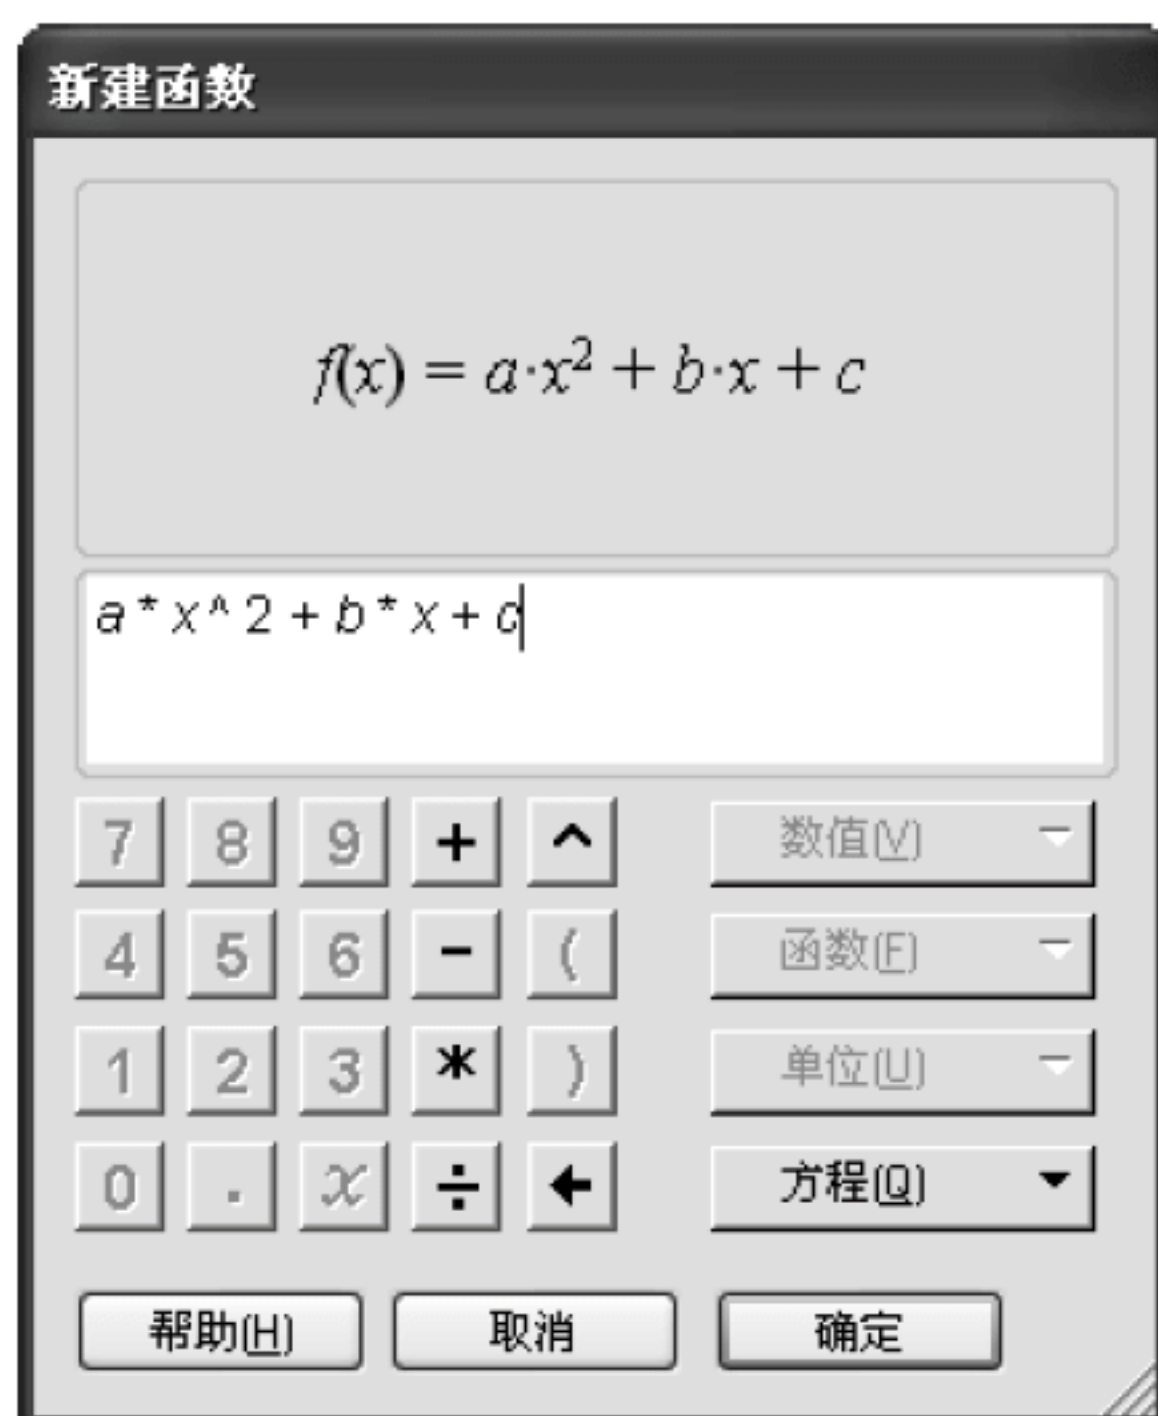 新建函数
f(x) = a·x² + b·x + c
a * x ^ 2 + b * x + c
7 8 9 + ^ 数值(V)
4 5 6 - ( 函数(F)
1 2 3 * ) 单位(U)
0 . x ÷ ← 方程(Q)
帮助(H) 取消 确定